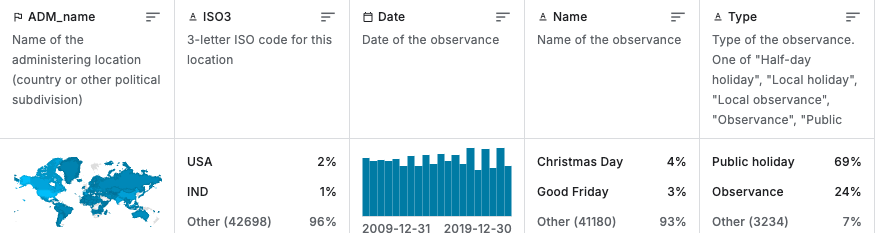 ADM_name
Name of the
administering location
(country or other political
subdivision)
ISO3
3-letter ISO code for this
location
USA 2%
IND 1%
Other (42698) 96%
Date
Date of the observance
2009-12-31 2019-12-30
Name
Name of the observance
Christmas Day 4%
Good Friday 3%
Other (41180) 93%
Type
Type of the observance.
One of "Half-day
holiday", "Local holiday",
"Local observance",
"Observance", "Public
Public holiday 69%
Observance 24%
Other (3234) 7%